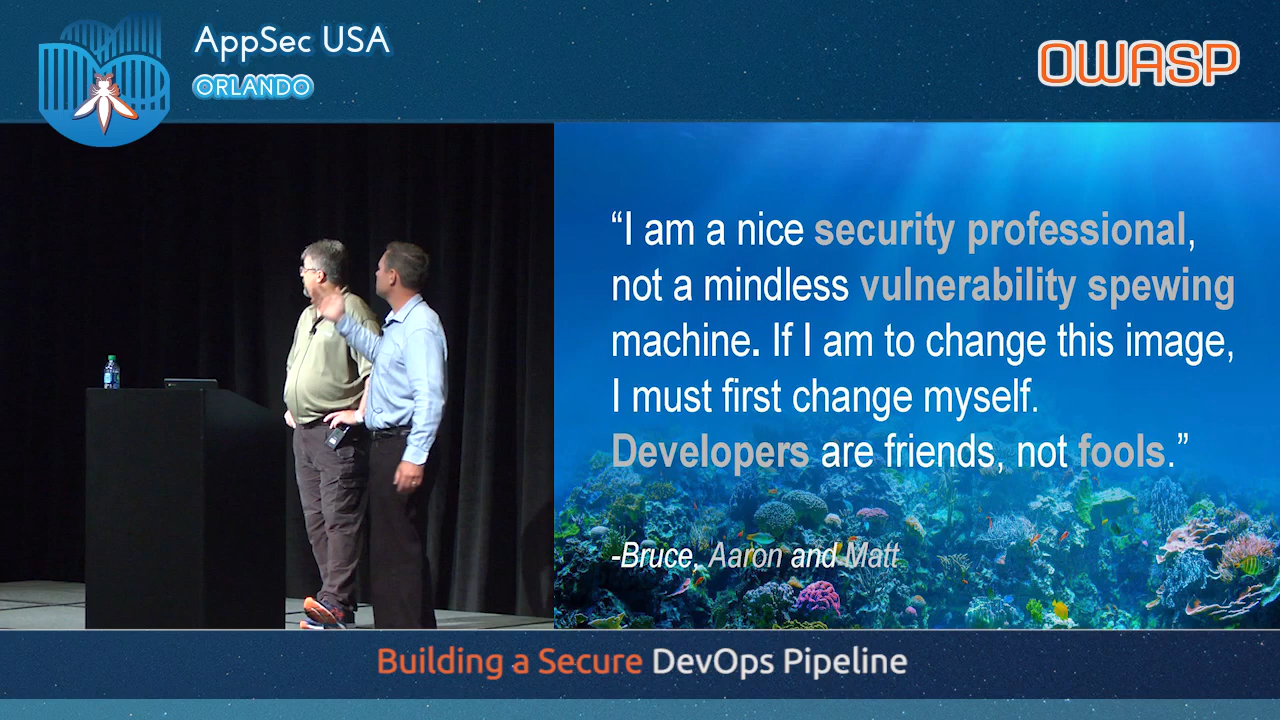 AppSec USA
ORLANDO
OWASP
“I am a nice security professional,
not a mindless vulnerability spewing
machine. If I am to change this image,
I must first change myself.
Developers are friends, not fools.”
-Bruce, Aaron and Matt
Building a Secure DevOps Pipeline